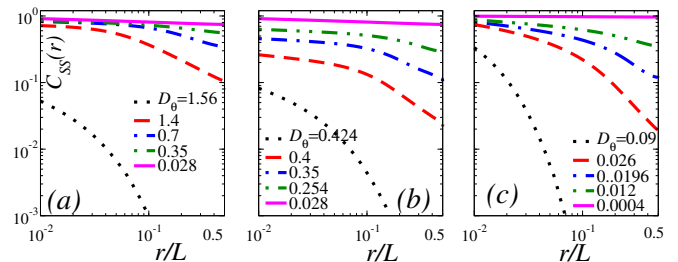 10⁰
10⁻¹
10⁻²
10⁻³
C_SS(r)
D_θ=1.56
1.4
0.7
0.35
0.028
(a)
10⁻² 10⁻¹ 0.5
r/L
D_θ=0.424
0.4
0.35
0.254
0.028
(b)
10⁻² 10⁻¹ 0.5
r/L
D_θ=0.09
0.026
0..0196
0.012
0.0004
(c)
10⁻² 10⁻¹ 0.5
r/L